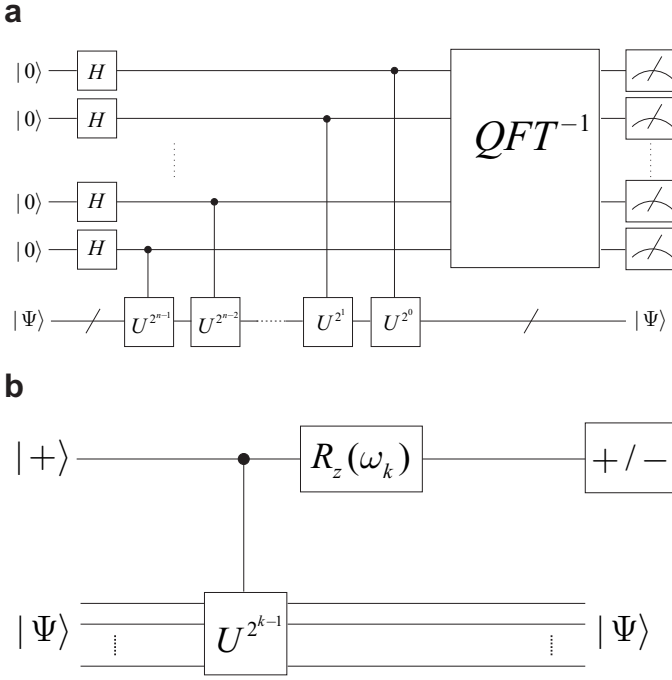 a
|0⟩ H
|0⟩ H
QFT⁻¹
|0⟩ H
|0⟩ H
|Ψ⟩ U^{2^{n-1}} U^{2^{n-2}} U^{2^1} U^{2^0} |Ψ⟩
b
|+⟩ R_z(ω_k) +/−
|Ψ⟩ U^{2^{k-1}} |Ψ⟩